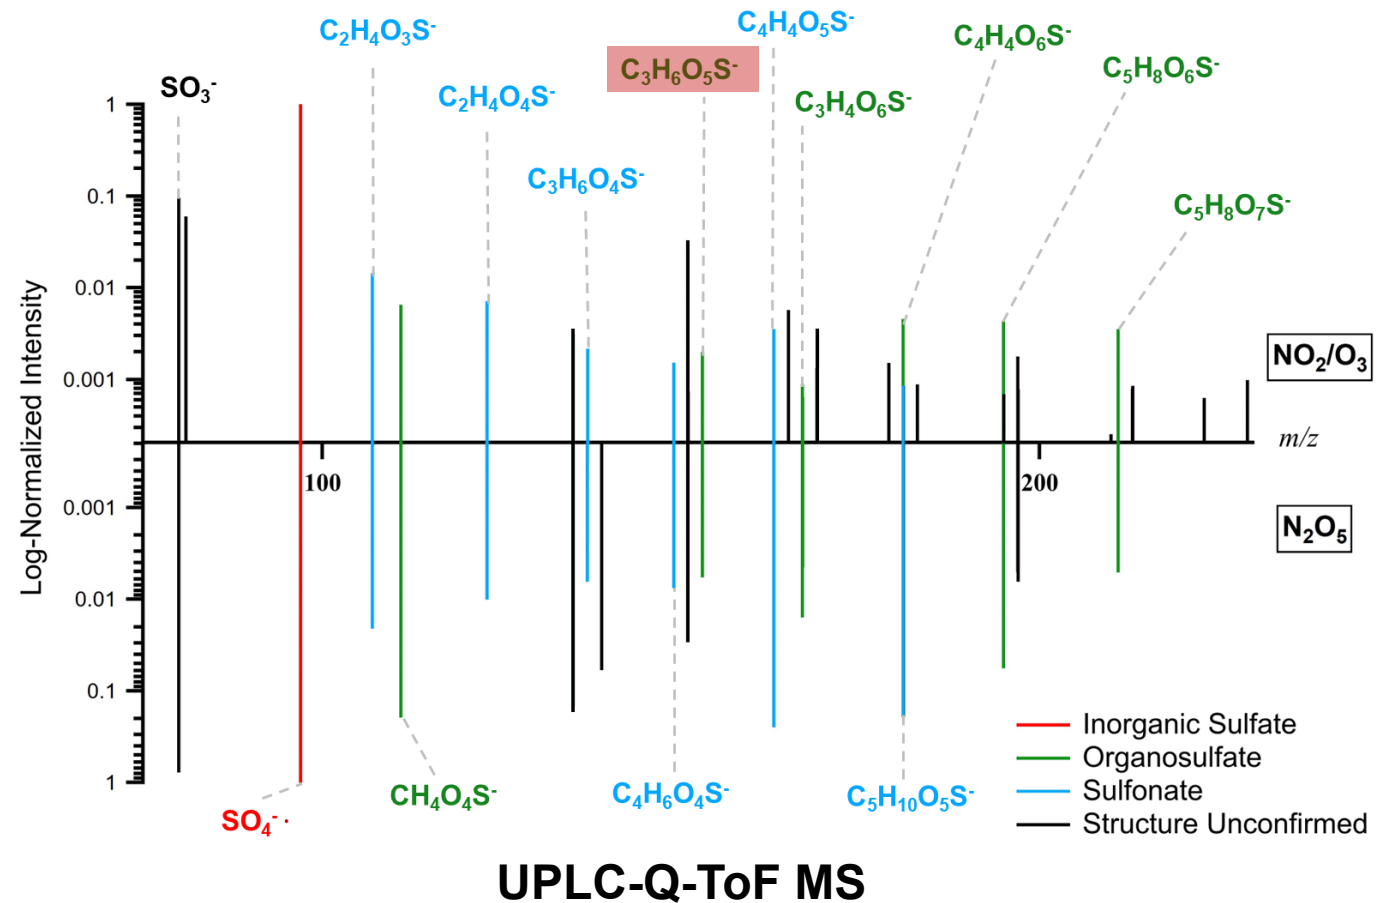 C₄H₄O₅S⁻
C₂H₄O₃S⁻
C₄H₄O₆S⁻
C₃H₆O₅S⁻
C₅H₈O₆S⁻
SO₃⁻
C₂H₄O₄S⁻
C₃H₄O₆S⁻
1
C₃H₆O₄S⁻
0.1
C₅H₈O₇S⁻
0.01
NO₂/O₃
0.001
m/z
100
200
0.001
N₂O₅
0.01
0.1
Log-Normalized Intensity
Inorganic Sulfate
Organosulfate
Sulfonate
Structure Unconfirmed
1
CH₄O₄S⁻
C₄H₆O₄S⁻
C₅H₁₀O₅S⁻
SO₄⁻·
UPLC-Q-ToF MS